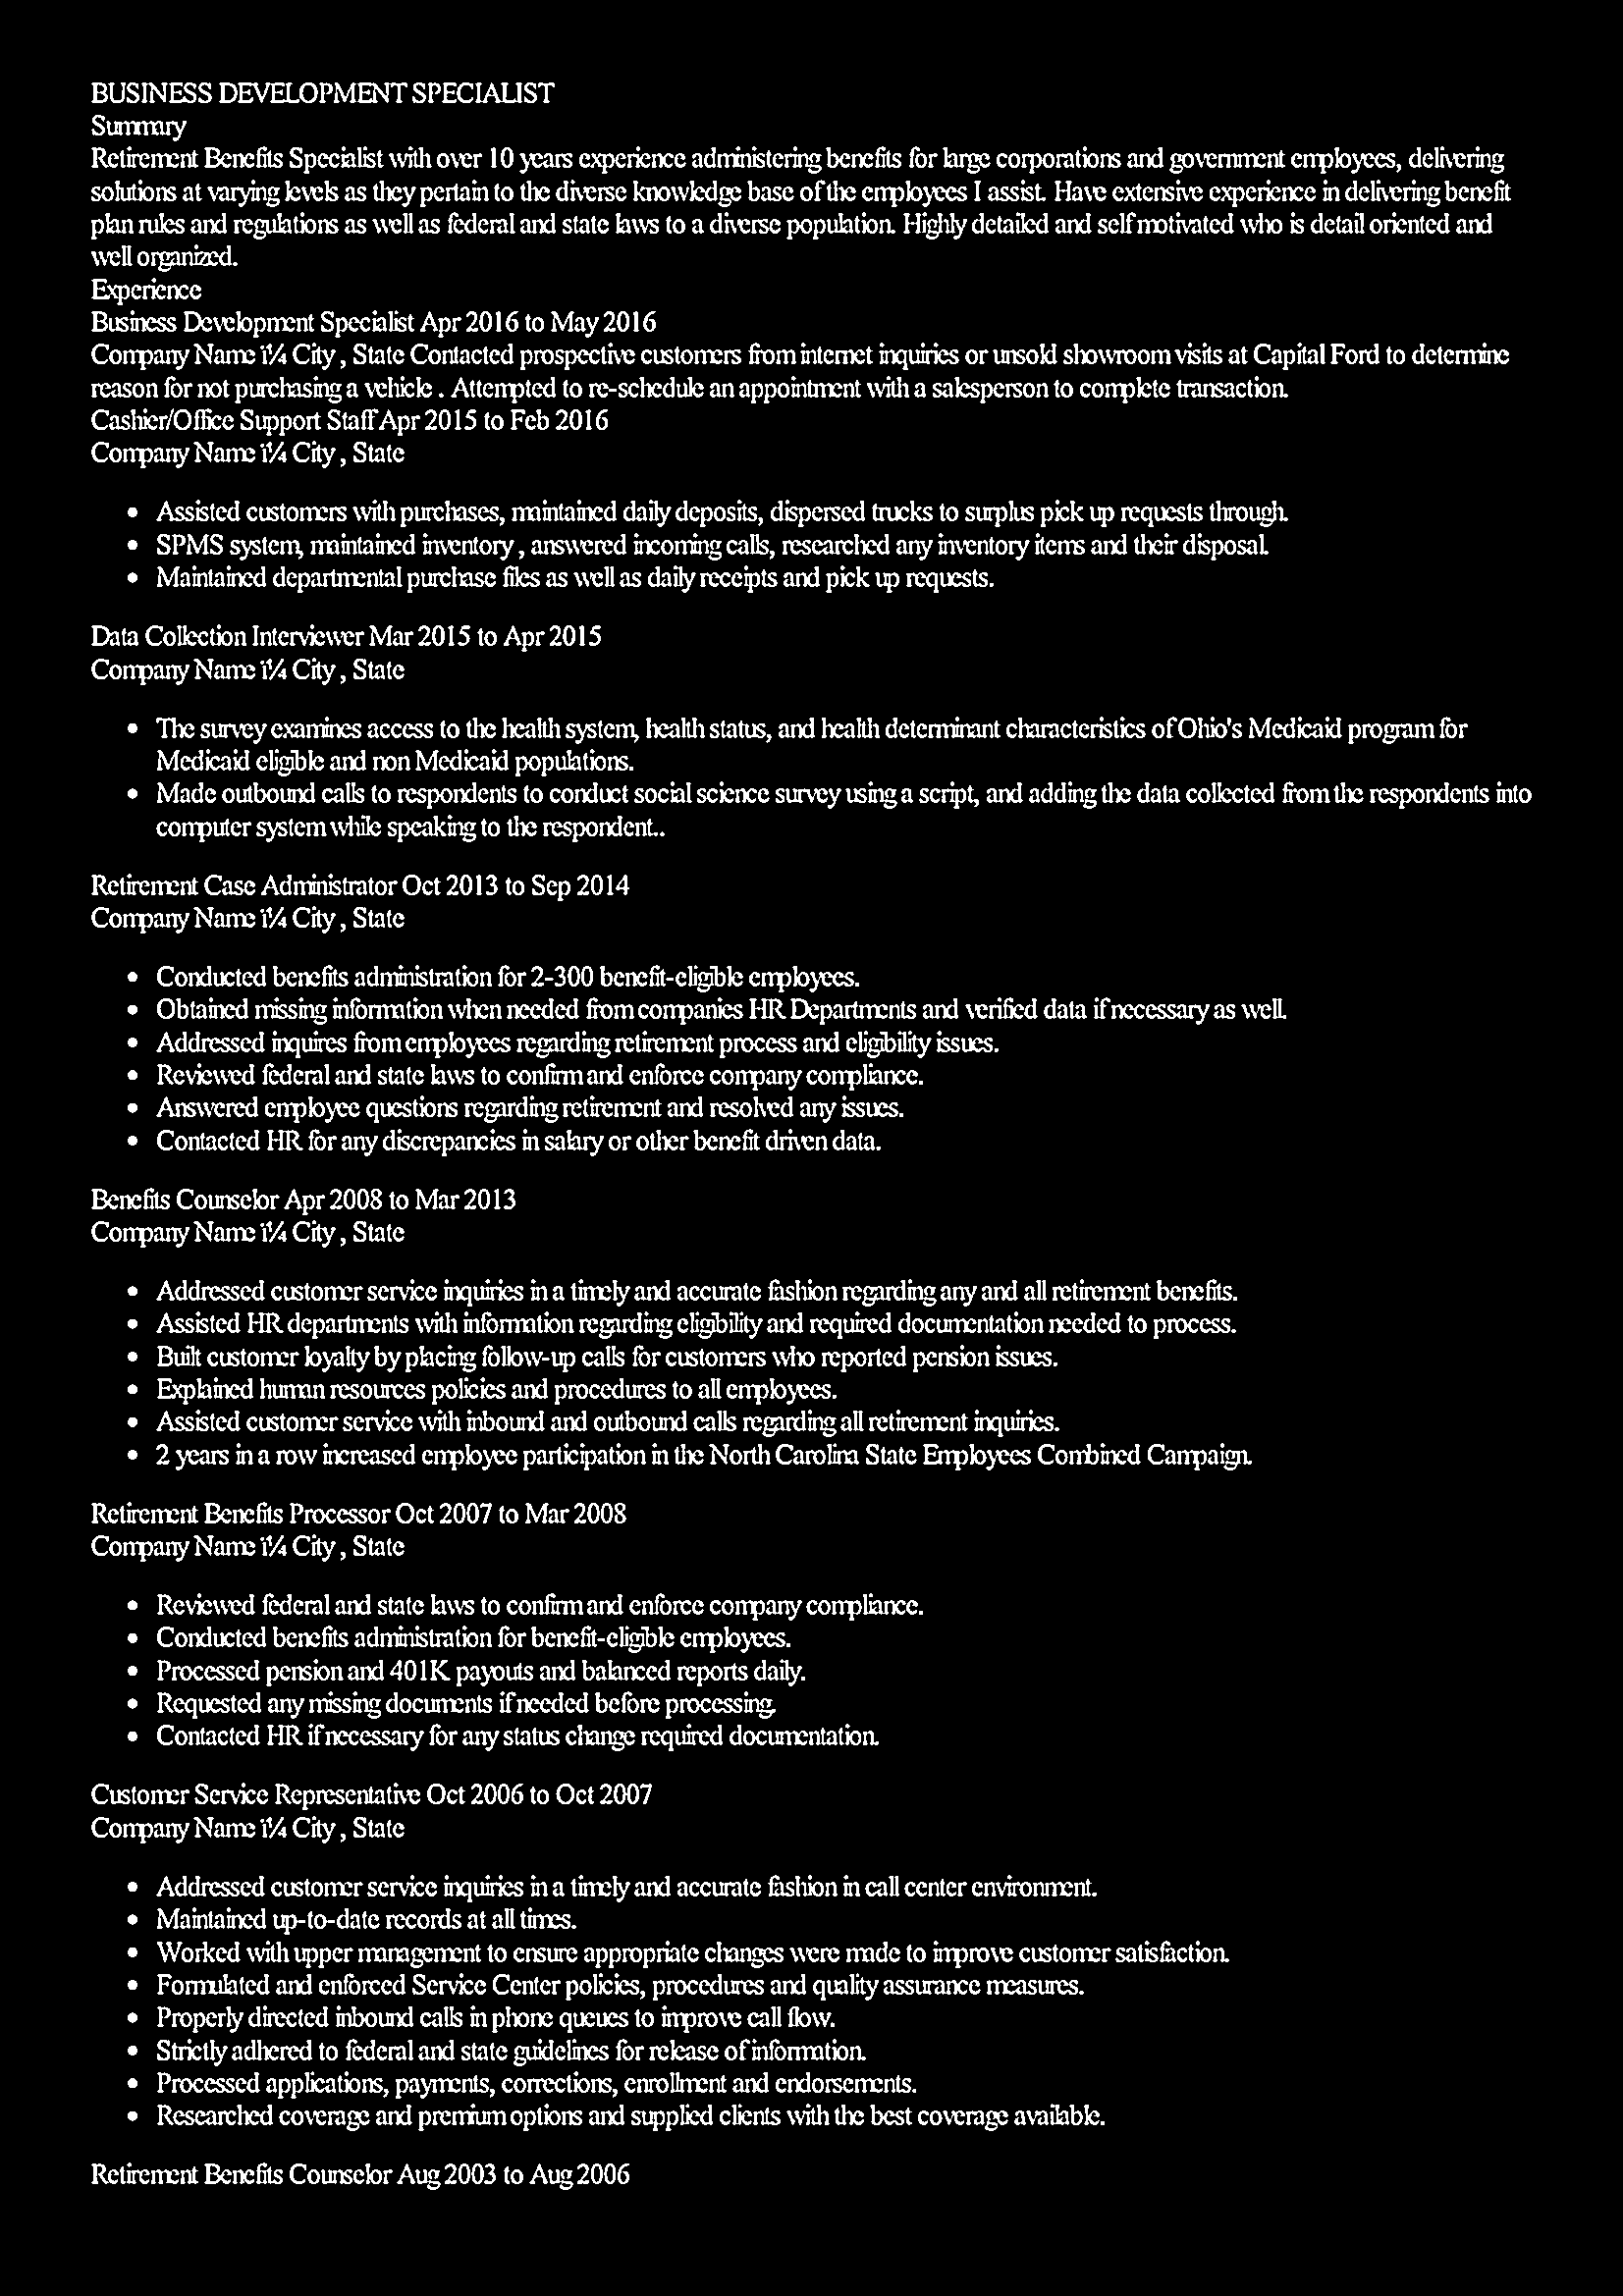 BUSINESS DEVELOPMENT SPECIALIST
Summary
Retirement Benefits Specialist with over 10 years experience administering benefits for large corporations and government employees, delivering
solutions at varying levels as they pertain to the diverse knowledge base of the employees I assist. Have extensive experience in delivering benefit
plan rules and regulations as well as federal and state laws to a diverse population. Highly detailed and self motivated who is detail oriented and
well organized.
Experience
Business Development Specialist Apr 2016 to May 2016
Company Name ï¼ City , State Contacted prospective customers from internet inquiries or unsold showroom visits at Capital Ford to determine
reason for not purchasing a vehicle . Attempted to re-schedule an appointment with a salesperson to complete transaction.
Cashier/Office Support Staff Apr 2015 to Feb 2016
Company Name ï¼ City , State
• Assisted customers with purchases, maintained daily deposits, dispersed trucks to surplus pick up requests through.
• SPMS system, maintained inventory , answered incoming calls, researched any inventory items and their disposal.
• Maintained departmental purchase files as well as daily receipts and pick up requests.
Data Collection Interviewer Mar 2015 to Apr 2015
Company Name ï¼ City , State
• The survey examines access to the health system, health status, and health determinant characteristics of Ohio's Medicaid program for
Medicaid eligible and non Medicaid populations.
• Made outbound calls to respondents to conduct social science survey using a script, and adding the data collected from the respondents into
computer system while speaking to the respondent..
Retirement Case Administrator Oct 2013 to Sep 2014
Company Name ï¼ City , State
• Conducted benefits administration for 2-300 benefit-eligible employees.
• Obtained missing information when needed from companies HR Departments and verified data if necessary as well.
• Addressed inquires from employees regarding retirement process and eligibility issues.
• Reviewed federal and state laws to confirm and enforce company compliance.
• Answered employee questions regarding retirement and resolved any issues.
• Contacted HR for any discrepancies in salary or other benefit driven data.
Benefits Counselor Apr 2008 to Mar 2013
Company Name ï¼ City , State
• Addressed customer service inquiries in a timely and accurate fashion regarding any and all retirement benefits.
• Assisted HR departments with information regarding eligibility and required documentation needed to process.
• Built customer loyalty by placing follow-up calls for customers who reported pension issues.
• Explained human resources policies and procedures to all employees.
• Assisted customer service with inbound and outbound calls regarding all retirement inquiries.
• 2 years in a row increased employee participation in the North Carolina State Employees Combined Campaign.
Retirement Benefits Processor Oct 2007 to Mar 2008
Company Name ï¼ City , State
• Reviewed federal and state laws to confirm and enforce company compliance.
• Conducted benefits administration for benefit-eligible employees.
• Processed pension and 401K payouts and balanced reports daily.
• Requested any missing documents if needed before processing.
• Contacted HR if necessary for any status change required documentation.
Customer Service Representative Oct 2006 to Oct 2007
Company Name ï¼ City , State
• Addressed customer service inquiries in a timely and accurate fashion in call center environment.
• Maintained up-to-date records at all times.
• Worked with upper management to ensure appropriate changes were made to improve customer satisfaction.
• Formulated and enforced Service Center policies, procedures and quality assurance measures.
• Properly directed inbound calls in phone queues to improve call flow.
• Strictly adhered to federal and state guidelines for release of information.
• Processed applications, payments, corrections, enrollment and endorsements.
• Researched coverage and premium options and supplied clients with the best coverage available.
Retirement Benefits Counselor Aug 2003 to Aug 2006